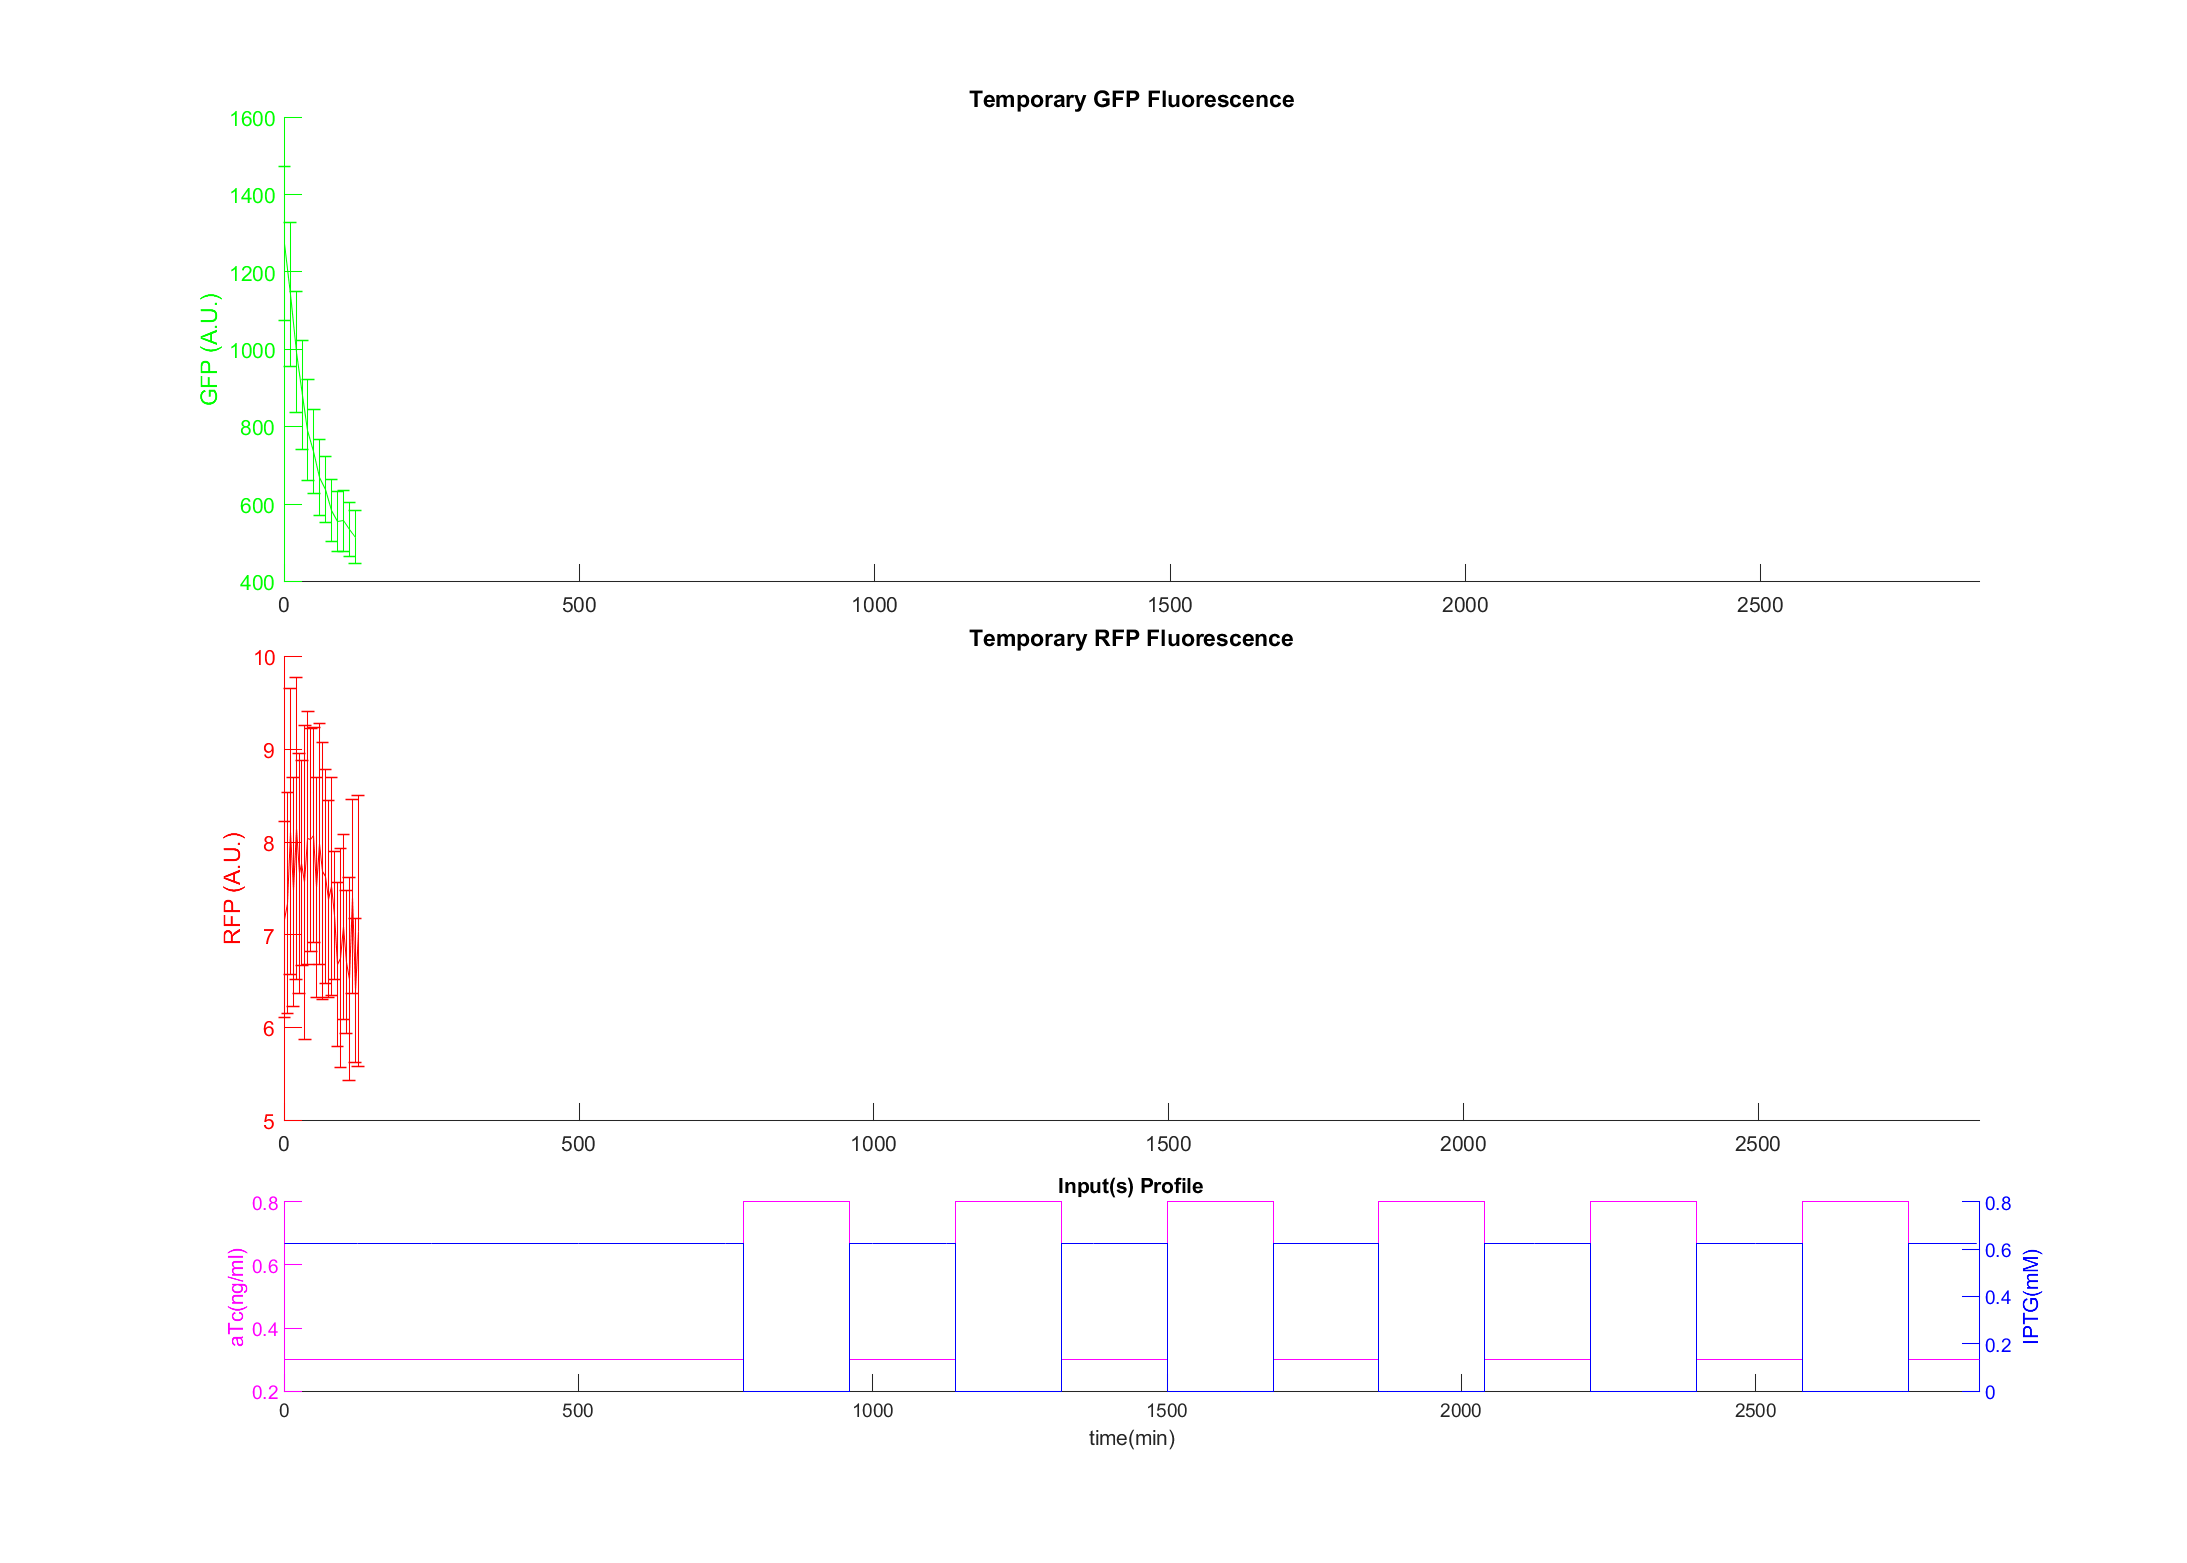 Temporary GFP Fluorescence
1600
1400
1200
1000
800
600
400
GFP (A.U.)
0 500 1000 1500 2000 2500
Temporary RFP Fluorescence
10
9
8
7
6
5
RFP (A.U.)
0 500 1000 1500 2000 2500
Input(s) Profile
0.8 0.8
0.6 0.6
0.4 0.4
0.2 0.2
0
aTc(ng/ml)
IPTG(mM)
0 500 1000 1500 2000 2500
time(min)